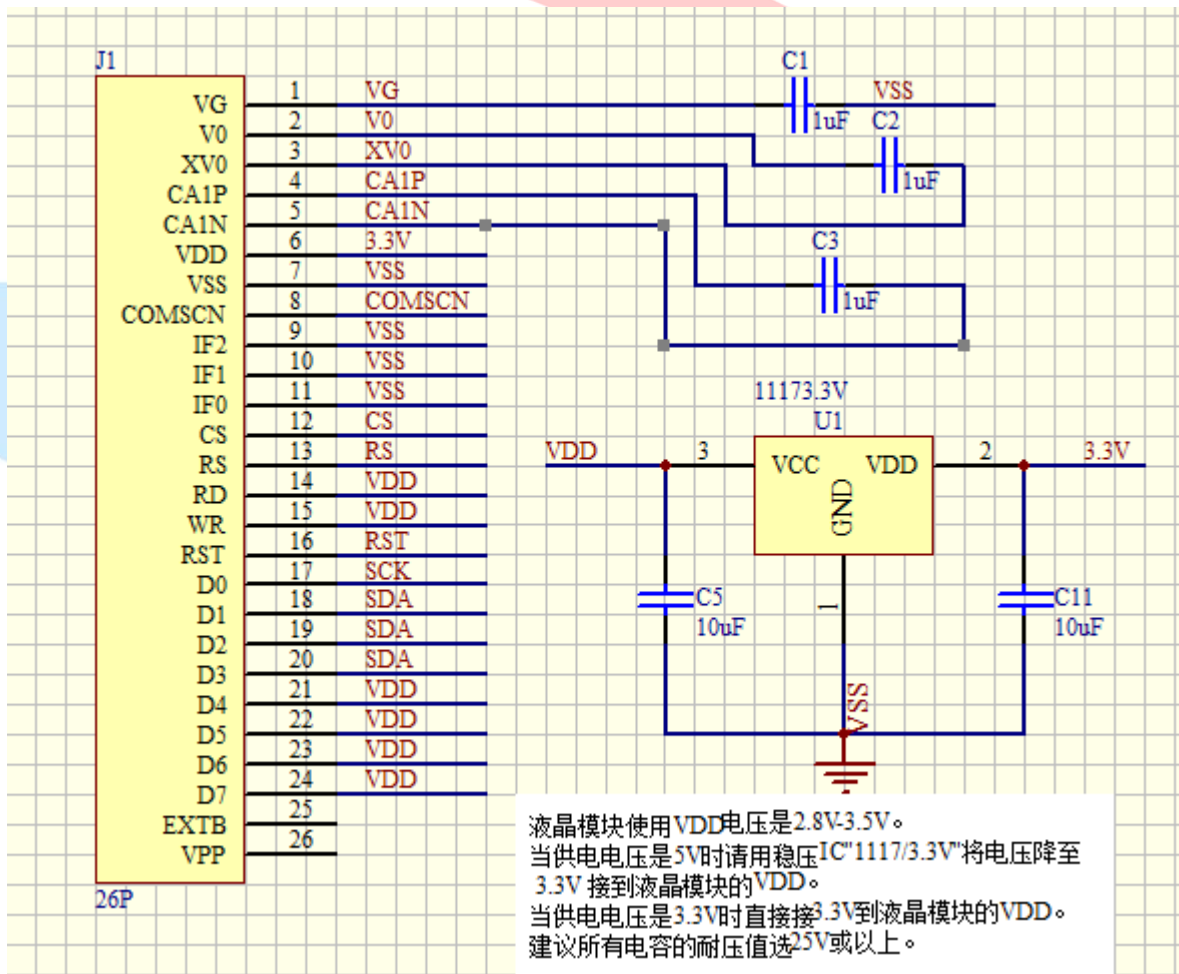 J1
VG 1 VG
V0 2 V0
XV0 3 XV0
CA1P 4 CA1P
CA1N 5 CA1N
VDD 6 3.3V
VSS 7 VSS
COMSCN 8 COMSCN
IF2 9 VSS
IF1 10 VSS
IF0 11 VSS
CS 12 CS
RS 13 RS
RD 14 VDD
WR 15 VDD
RST 16 RST
D0 17 SCK
D1 18 SDA
D2 19 SDA
D3 20 SDA
D4 21 VDD
D5 22 VDD
D6 23 VDD
D7 24 VDD
EXTB 25
VPP 26
26P
C1
1uF
VSS
C2
1uF
C3
1uF
11173.3V
U1
VDD 3 VCC VDD 2 3.3V
GND
1
C5
10uF
C11
10uF
VSS
液晶模块使用VDD电压是2.8V-3.5V。
当供电电压是5V时请用稳压IC"1117/3.3V"将电压降至
3.3V 接到液晶模块的VDD。
当供电电压是3.3V时直接接3.3V到液晶模块的VDD。
建议所有电容的耐压值选25V或以上。